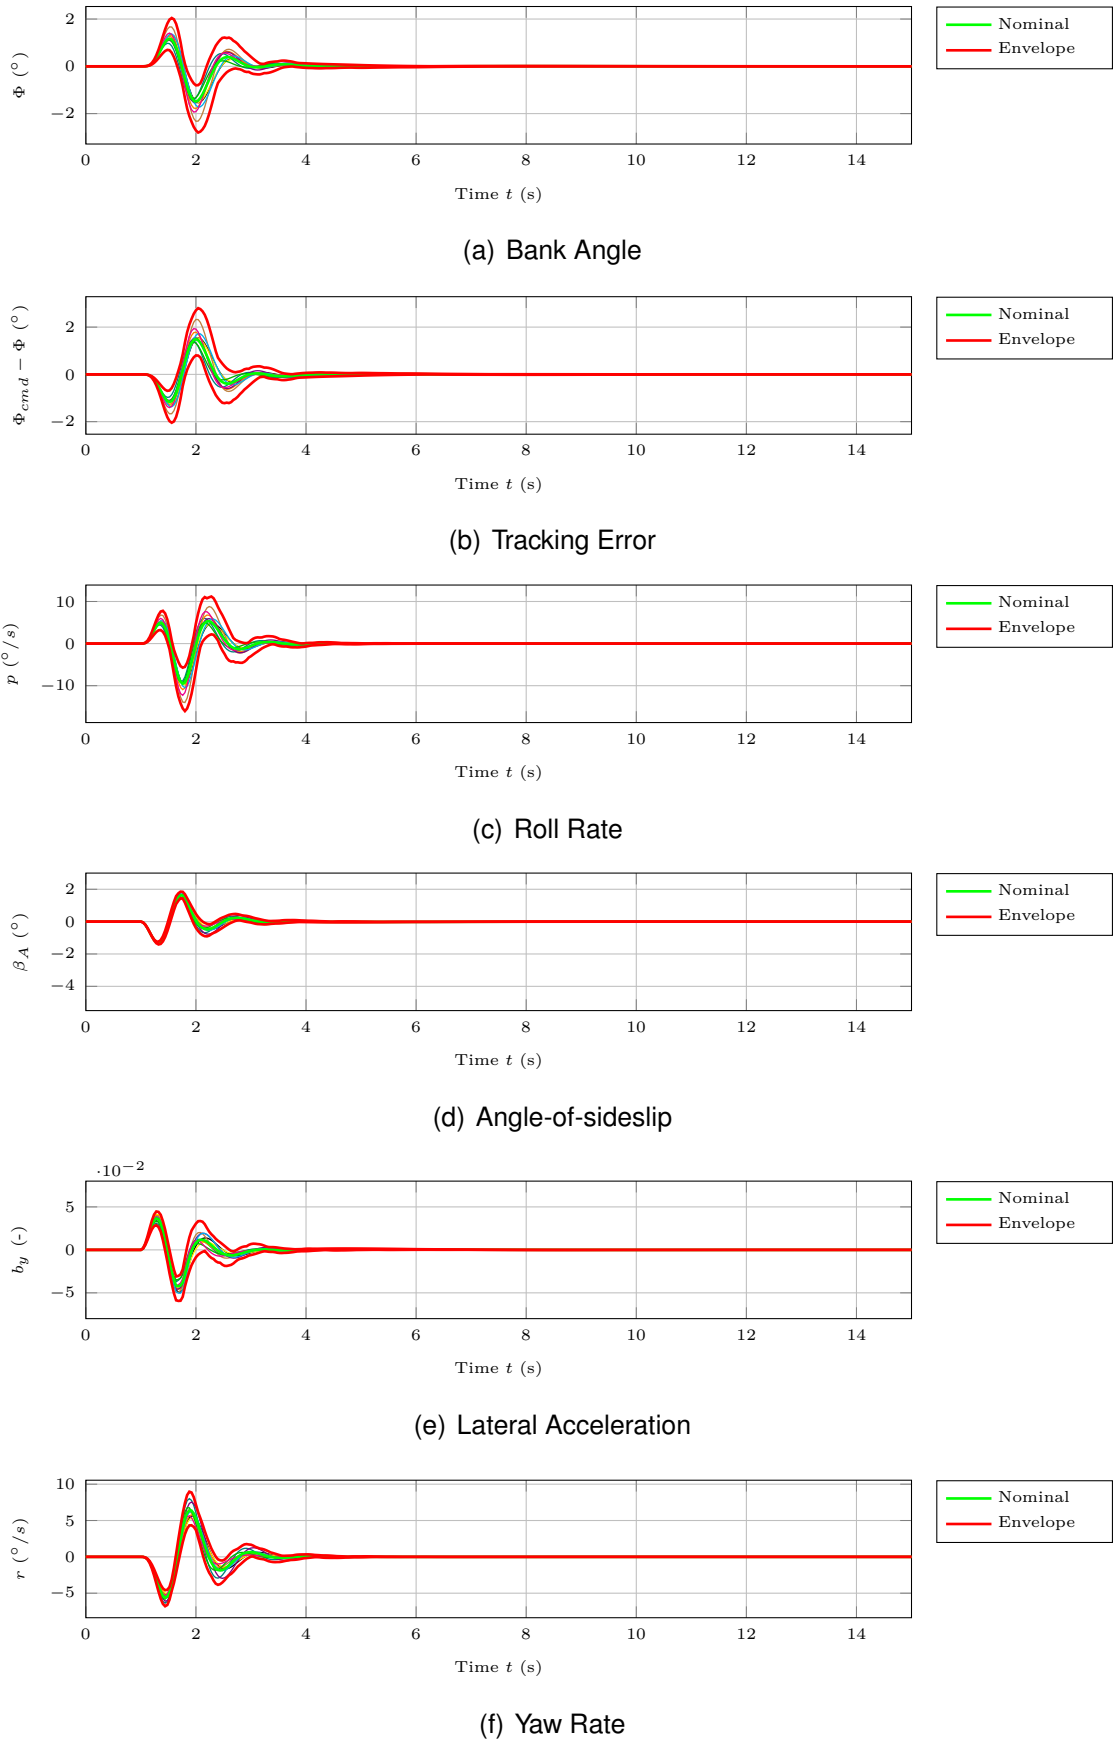 Φ (°)
2
0
−2
0 2 4 6 8 10 12 14
Time t (s)
Nominal
Envelope
(a) Bank Angle
Φcmd − Φ (°)
2
0
−2
0 2 4 6 8 10 12 14
Time t (s)
Nominal
Envelope
(b) Tracking Error
p (°/s)
10
0
−10
0 2 4 6 8 10 12 14
Time t (s)
Nominal
Envelope
(c) Roll Rate
βA (°)
2
0
−2
−4
0 2 4 6 8 10 12 14
Time t (s)
Nominal
Envelope
(d) Angle-of-sideslip
·10−2
by (-)
5
0
−5
0 2 4 6 8 10 12 14
Time t (s)
Nominal
Envelope
(e) Lateral Acceleration
r (°/s)
10
5
0
−5
0 2 4 6 8 10 12 14
Time t (s)
Nominal
Envelope
(f) Yaw Rate